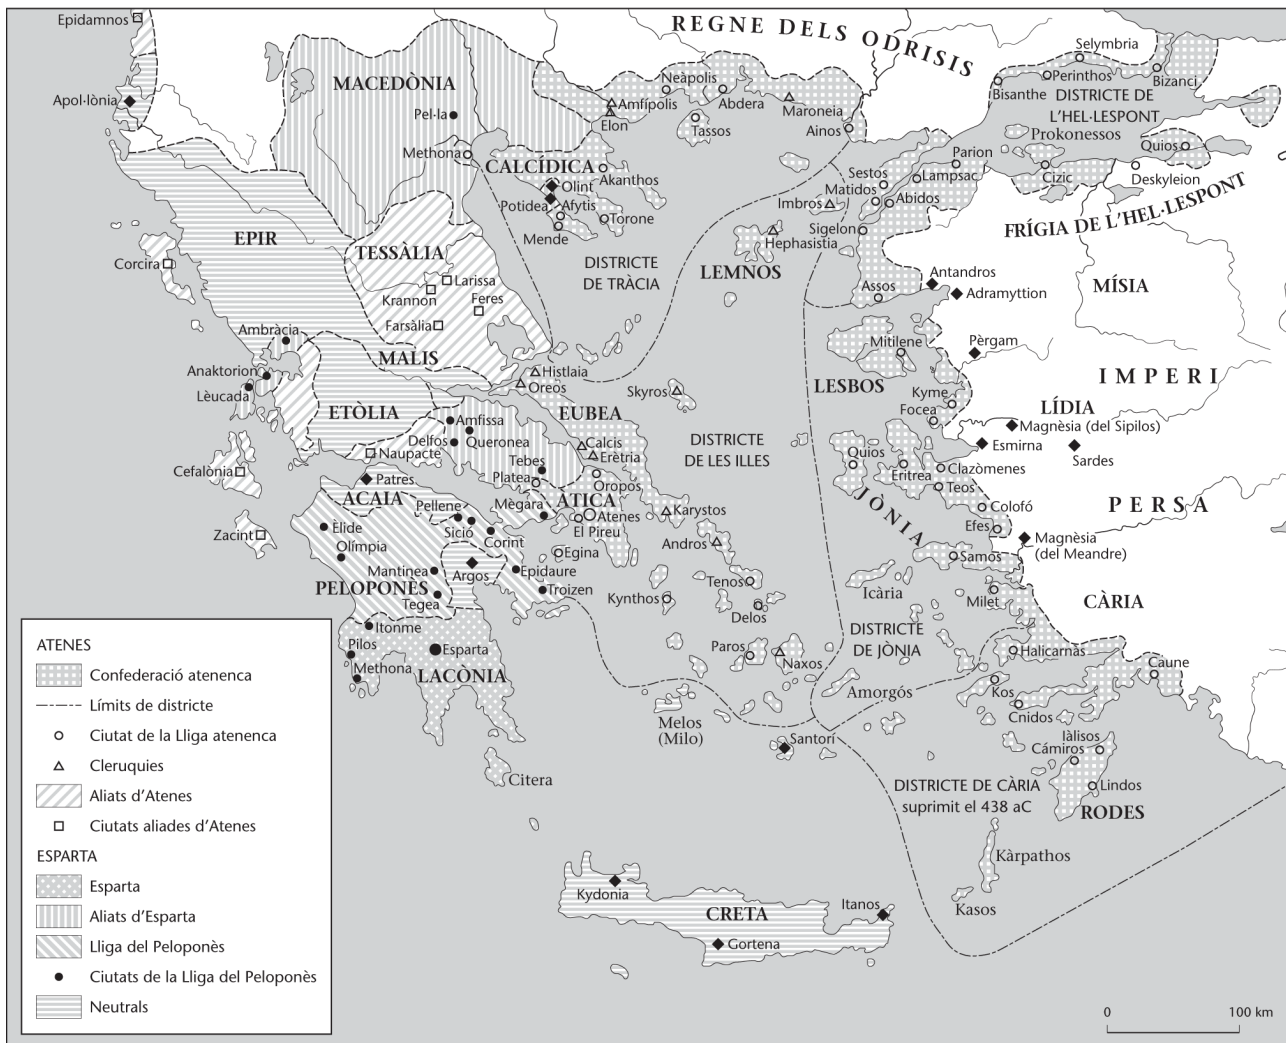 Epidamnos
REGNE DELS ODRISIS
Selymbria
Neàpolis
Perinthos
Bizanci
MACEDÒNIA
Bisanthe
DISTRICTE DE
L'HEL·LESPONT
Apol·lònia
Amfípolis
Abdera
Maroneia
Pel·la
Elon
Tassos
Ainos
Prokonessos
Quios
Methona
CALCÍDICA
Parion
Akanthos
Sestos
Lampsac
Cizic
Deskyleion
Olint
Matidos
Potidea
Afytis
Imbros
Abidos
FRÍGIA DE L'HEL·LESPONT
Torone
Mende
Sigelon
EPIR
Hephasistia
TESSÀLIA
DISTRICTE
DE TRÀCIA
LEMNOS
Corcira
Antandros
Larissa
Assos
Adramyttion
MÍSIA
Krannon
Feres
Farsàlia
Ambràcia
Mitilene
Pèrgam
MALIS
Anaktorion
Histlaia
Oreos
LESBOS
IMPERI
Lèucada
Skyros
Kyme
ETÒLIA
EUBEA
Focea
LÍDIA
Amfissa
Magnèsia (del Sipilos)
Delfos
Queronea
Calcis
DISTRICTE
DE LES ILLES
Esmirna
Naupacte
Erètria
Quios
Sardes
Cefalònia
Tebes
Clazòmenes
Platea
Oropos
Eritrea
Patres
Teos
ACAIA
ÀTICA
JÒNIA
Pellene
Mègara
Karystos
Colofó
PERSA
Èlide
Atenes
Sició
El Pireu
Efes
Zacint
Corint
Andros
Magnèsia
(del Meandre)
Olímpia
Egina
Samos
Mantinea
Argos
Epidaure
PELOPONÈS
Troizen
Tenos
Icària
Kynthos
Milet
CÀRIA
Tegea
Delos
Itonme
DISTRICTE
DE JÒNIA
Pilos
Esparta
Paros
Halicarnàs
Naxos
Caune
Methona
LACÒNIA
Kos
Amorgós
Cnidos
Melos
(Milo)
Santorí
Iàlisos
Cámiros
Citera
DISTRICTE DE CÀRIA
suprimit el 438 aC
Lindos
RODES
Kàrpathos
Kydonia
Itanos
Kasos
CRETA
Gortena
ATENES
Confederació atenenca
Límits de districte
Ciutat de la Lliga atenenca
Cleruquies
Aliats d'Atenes
Ciutats aliades d'Atenes
ESPARTA
Esparta
Aliats d'Esparta
Lliga del Peloponès
Ciutats de la Lliga del Peloponès
Neutrals
0 100 km